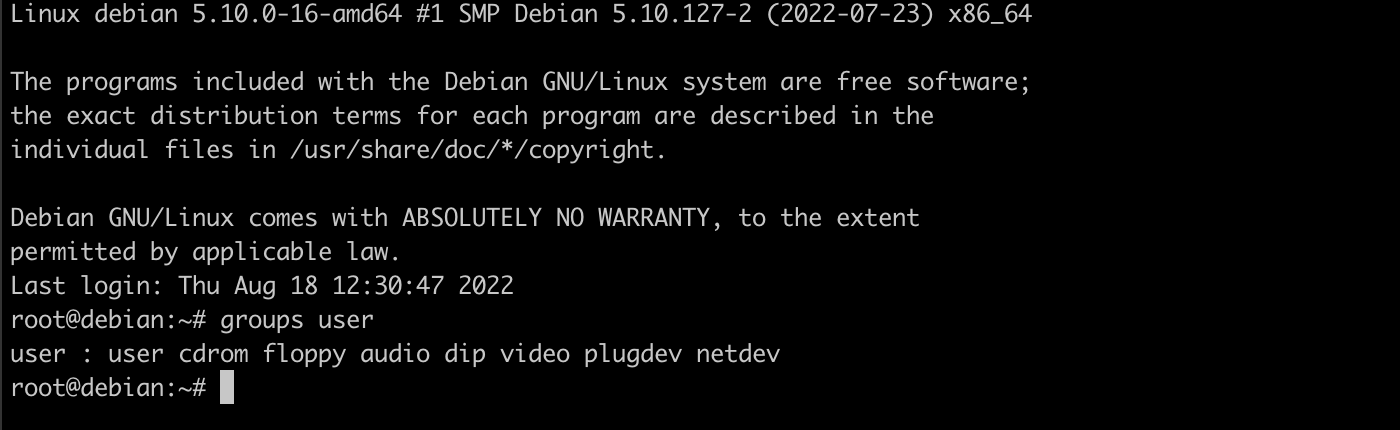 Linux debian 5.10.0-16-amd64 #1 SMP Debian 5.10.127-2 (2022-07-23) x86_64
The programs included with the Debian GNU/Linux system are free software;
the exact distribution terms for each program are described in the
individual files in /usr/share/doc/*/copyright.
Debian GNU/Linux comes with ABSOLUTELY NO WARRANTY, to the extent
permitted by applicable law.
Last login: Thu Aug 18 12:30:47 2022
root@debian:~# groups user
user : user cdrom floppy audio dip video plugdev netdev
root@debian:~#